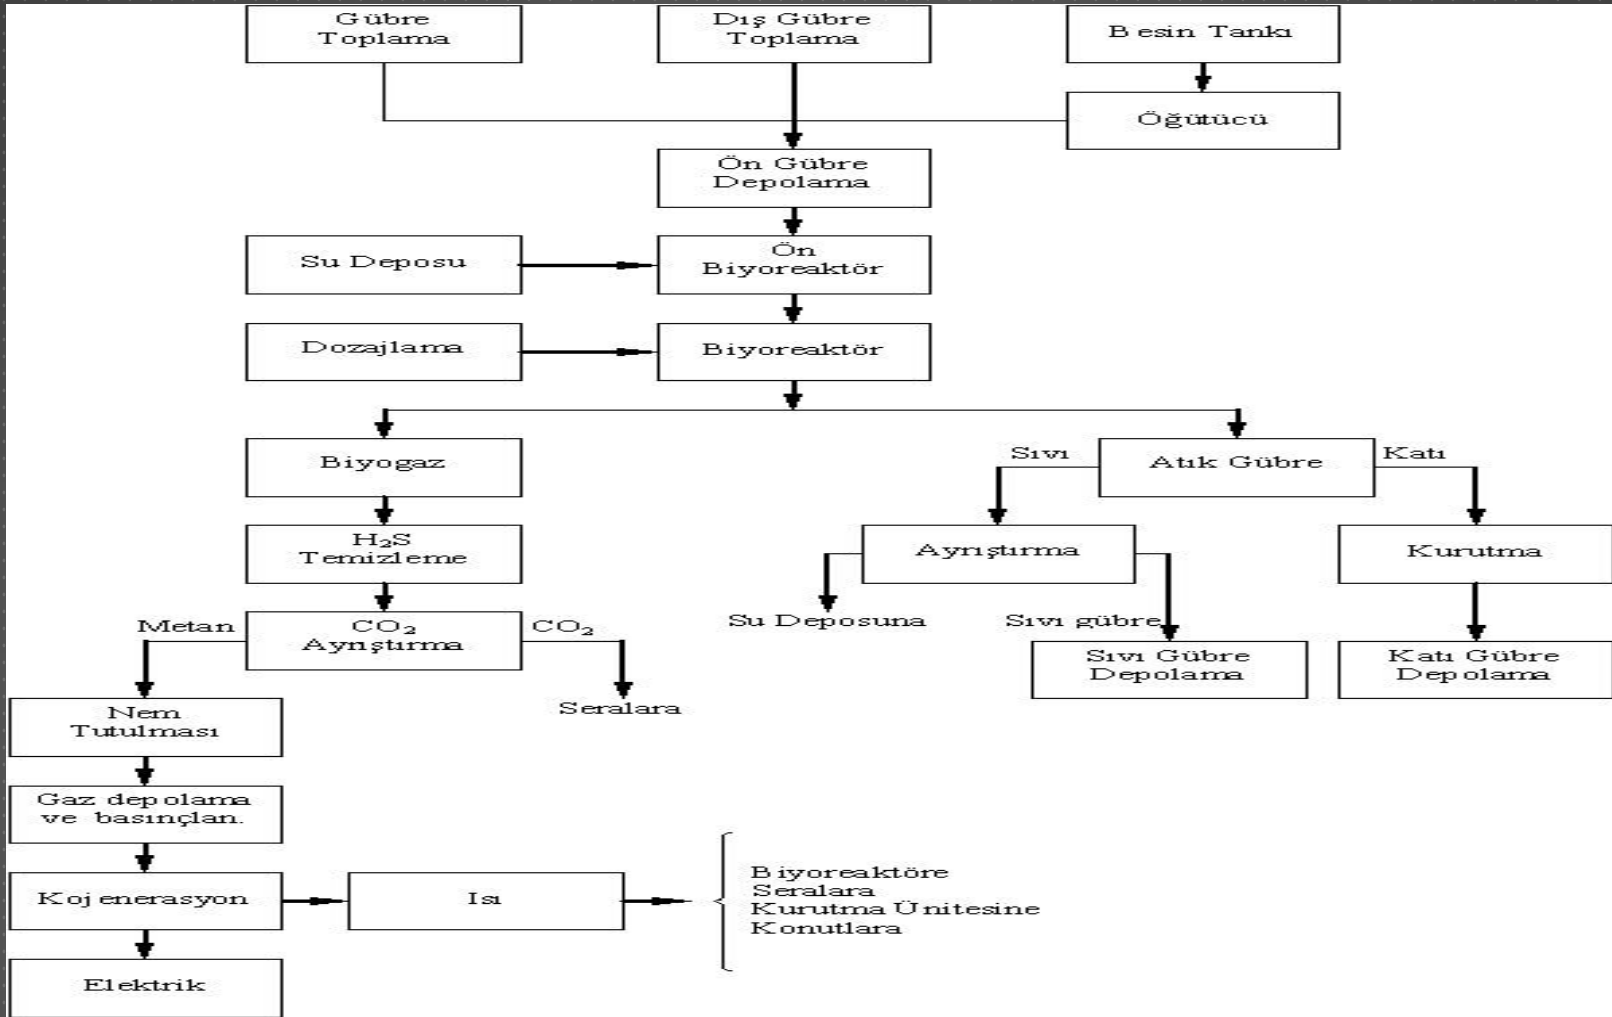 Gübre
Toplama
Dış Gübre
Toplama
Besin Tankı
Öğütücü
Ön Gübre
Depolama
Su Deposu
Ön
Biyoreaktör
Dozajlama
Biyoreaktör
Biyogaz
Sıvı
Atık Gübre
Katı
H₂S
Temizleme
Ayrıştırma
Kurutma
Metan
CO₂
Ayrıştırma
CO₂
Su Deposuna
Sıvı gübre
Sıvı Gübre
Depolama
Katı Gübre
Depolama
Seralara
Nem
Tutulması
Gaz depolama
ve basınçlan.
Kojenerasyon
Isı
Biyoreaktöre
Seralara
Kurutma Ünitesine
Konutlara
Elektrik